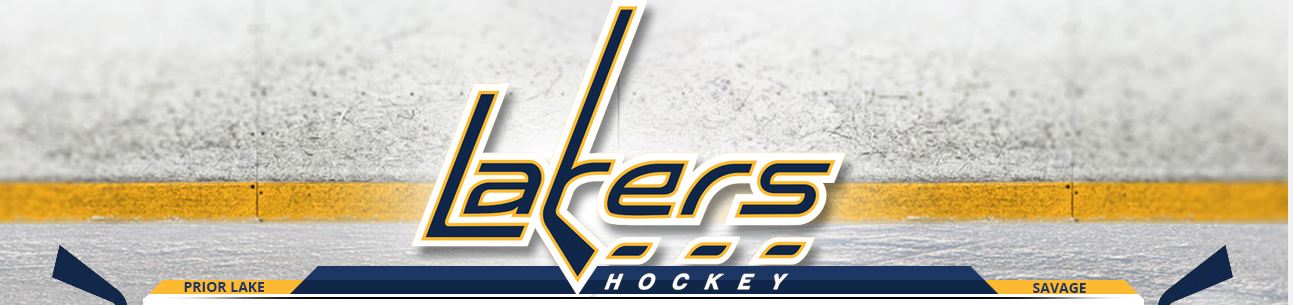 Lakers
HOCKEY
PRIOR LAKE
SAVAGE